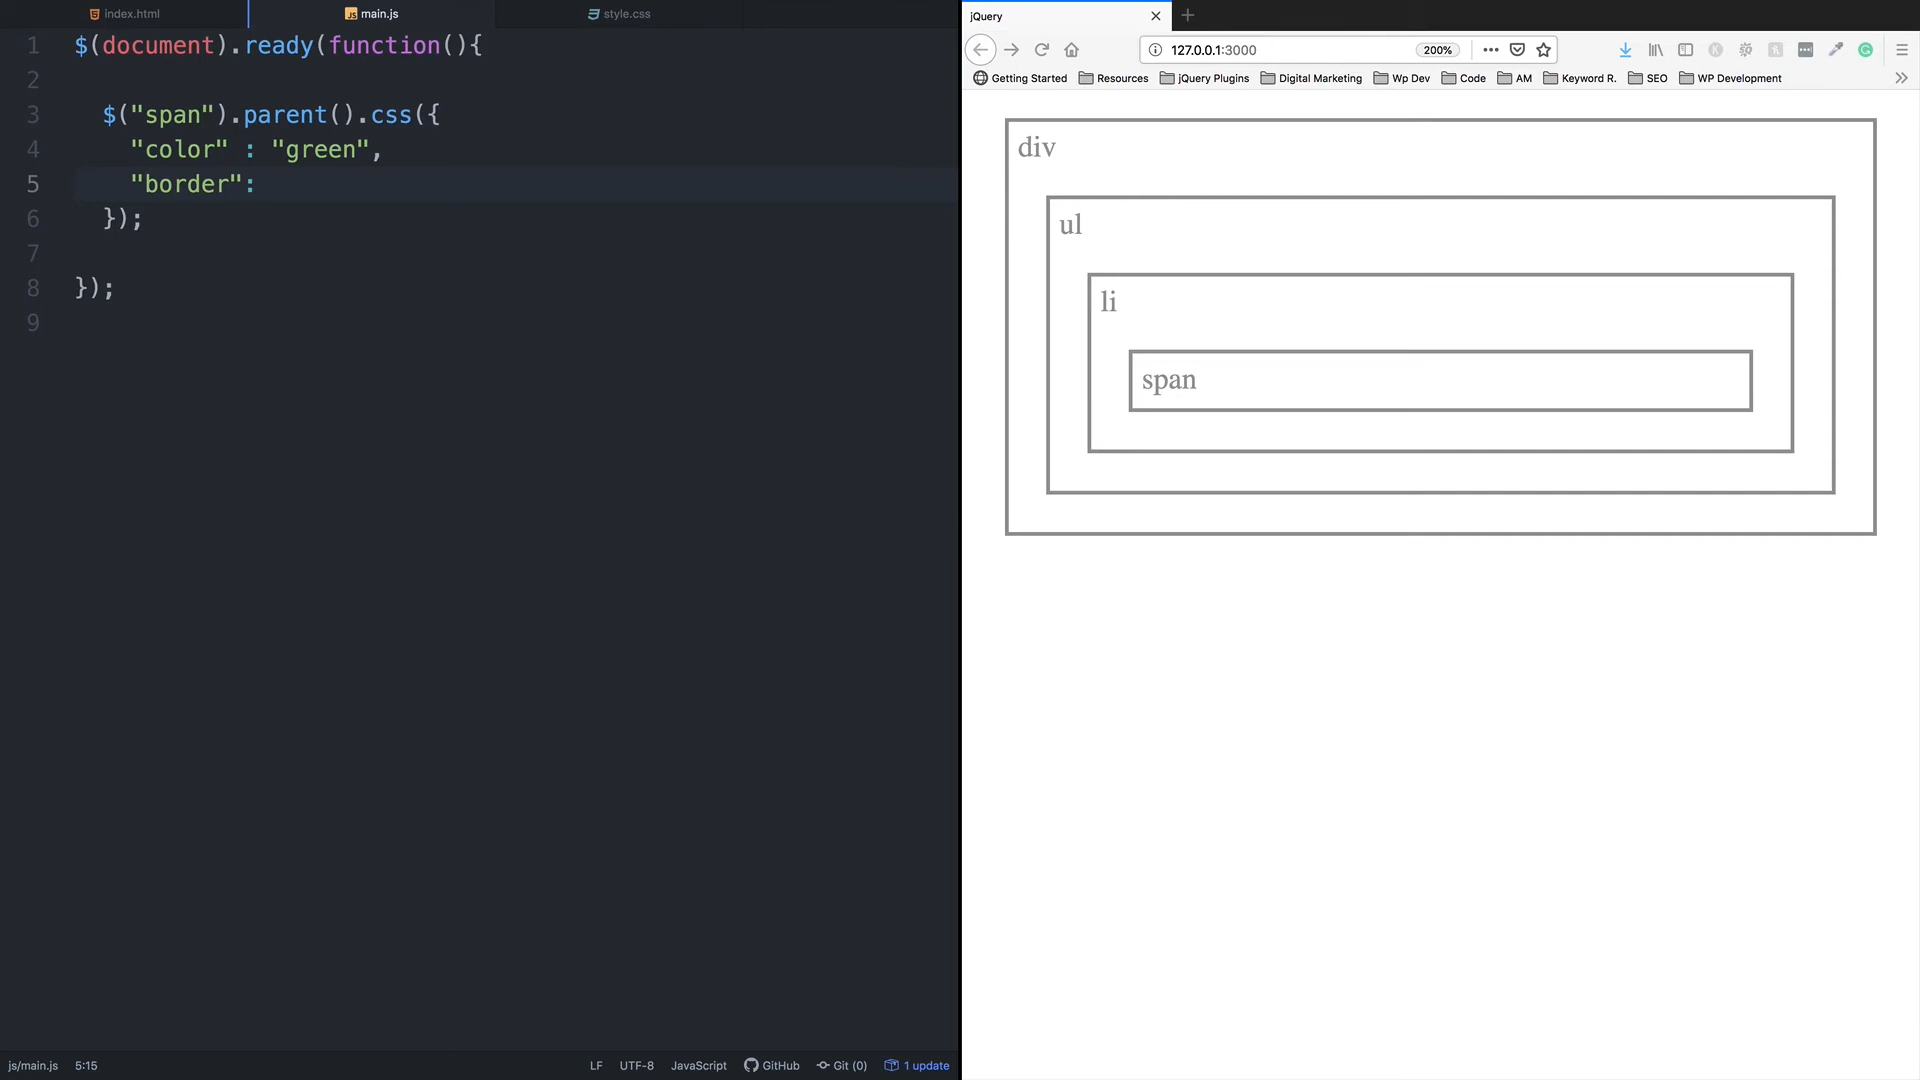 index.html main.js style.css
1 $(document).ready(function(){
2
3 $("span").parent().css({
4 "color" : "green",
5 "border":
6 });
7
8 });
9
js/main.js 5:15 LF UTF-8 JavaScript GitHub Git (0) 1 update
jQuery
127.0.0.1:3000 200%
Getting Started Resources jQuery Plugins Digital Marketing Wp Dev Code AM Keyword R. SEO WP Development
div
ul
li
span